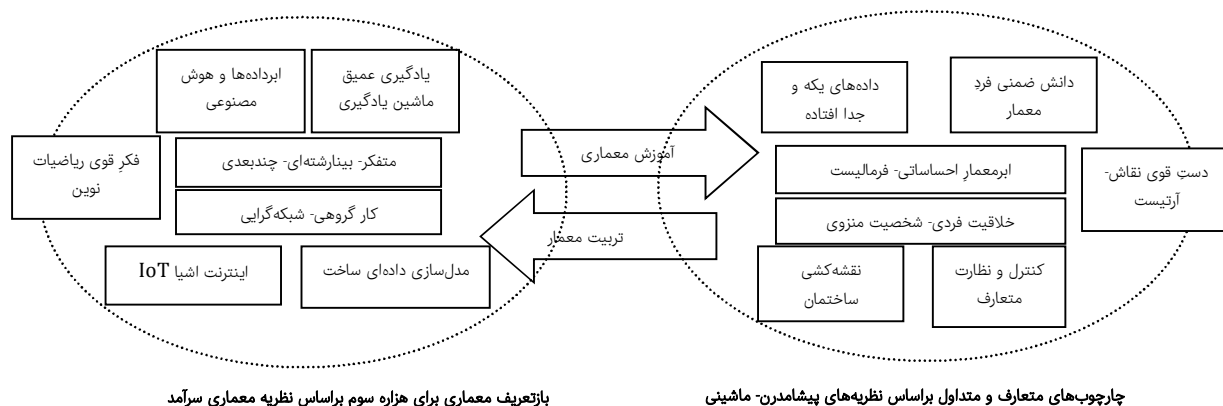 دانش ضمنی فردِ
معمار
داده‌های یکه و
جدا افتاده
ابرمعمارِ احساساتی- فرمالیست
دستِ قوی نقاش-
آرتیست
خلاقیت فردی- شخصیت منزوی
کنترل و نظارت
متعارف
نقشه‌کشی
ساختمان
آموزش معماری
تربیت معمار
یادگیری عمیق
ماشین یادگیری
ابرداده‌ها و هوش
مصنوعی
متفکر- بینارشته‌ای- چندبعدی
فکرِ قوی ریاضیات
نوین
کار گروهی- شبکه‌گرایی
مدل‌سازی داده‌ای ساخت
اینترنت اشیا IoT
چارچوب‌های متعارف و متداول براساس نظریه‌های پیشامدرن- ماشینی
بازتعریف معماری برای هزاره سوم براساس نظریه معماری سرآمد